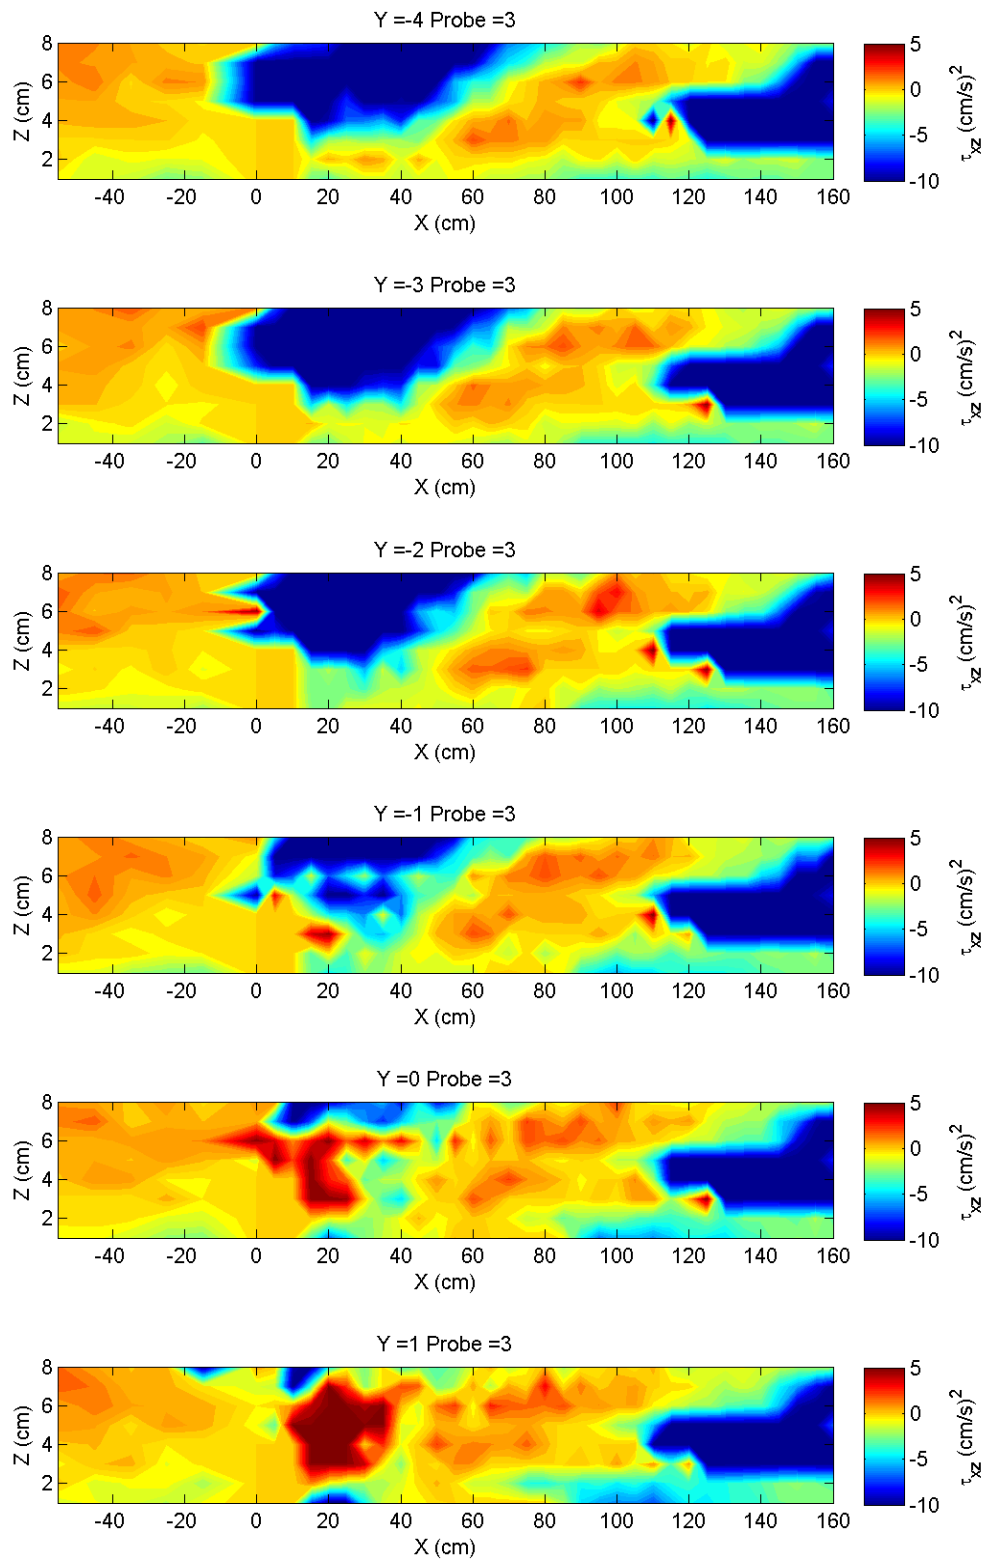 Y =-4 Probe =3
8
6
4
2
Z (cm)
-40 -20 0 20 40 60 80 100 120 140 160
X (cm)
5
0
-5
-10
τxz (cm/s)2
Y =-3 Probe =3
8
6
4
2
Z (cm)
-40 -20 0 20 40 60 80 100 120 140 160
X (cm)
5
0
-5
-10
τxz (cm/s)2
Y =-2 Probe =3
8
6
4
2
Z (cm)
-40 -20 0 20 40 60 80 100 120 140 160
X (cm)
5
0
-5
-10
τxz (cm/s)2
Y =-1 Probe =3
8
6
4
2
Z (cm)
-40 -20 0 20 40 60 80 100 120 140 160
X (cm)
5
0
-5
-10
τxz (cm/s)2
Y =0 Probe =3
8
6
4
2
Z (cm)
-40 -20 0 20 40 60 80 100 120 140 160
X (cm)
5
0
-5
-10
τxz (cm/s)2
Y =1 Probe =3
8
6
4
2
Z (cm)
-40 -20 0 20 40 60 80 100 120 140 160
X (cm)
5
0
-5
-10
τxz (cm/s)2